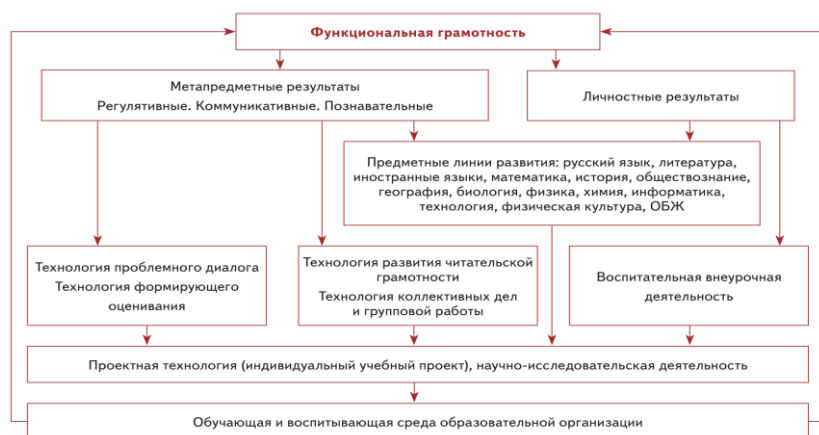 Функциональная грамотность
Метапредметные результаты
Регулятивные. Коммуникативные. Познавательные
Личностные результаты
Предметные линии развития: русский язык, литература,
иностранные языки, математика, история, обществознание,
география, биология, физика, химия, информатика,
технология, физическая культура, ОБЖ
Технология проблемного диалога
Технология формирующего
оценивания
Технология развития читательской
грамотности
Технология коллективных дел
и групповой работы
Воспитательная внеурочная
деятельность
Проектная технология (индивидуальный учебный проект), научно-исследовательская деятельность
Обучающая и воспитывающая среда образовательной организации